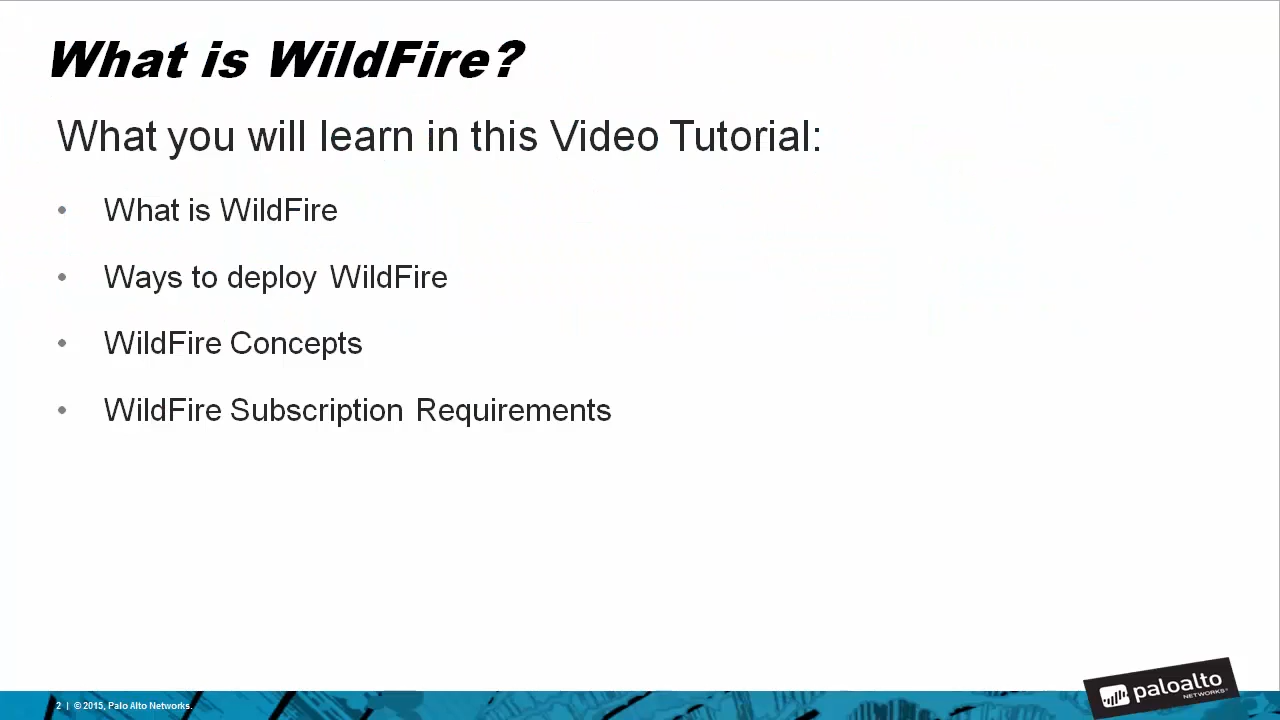 What is WildFire?
What you will learn in this Video Tutorial:
• What is WildFire
• Ways to deploy WildFire
• WildFire Concepts
• WildFire Subscription Requirements
2 | © 2015, Palo Alto Networks.
paloalto
NETWORKS®